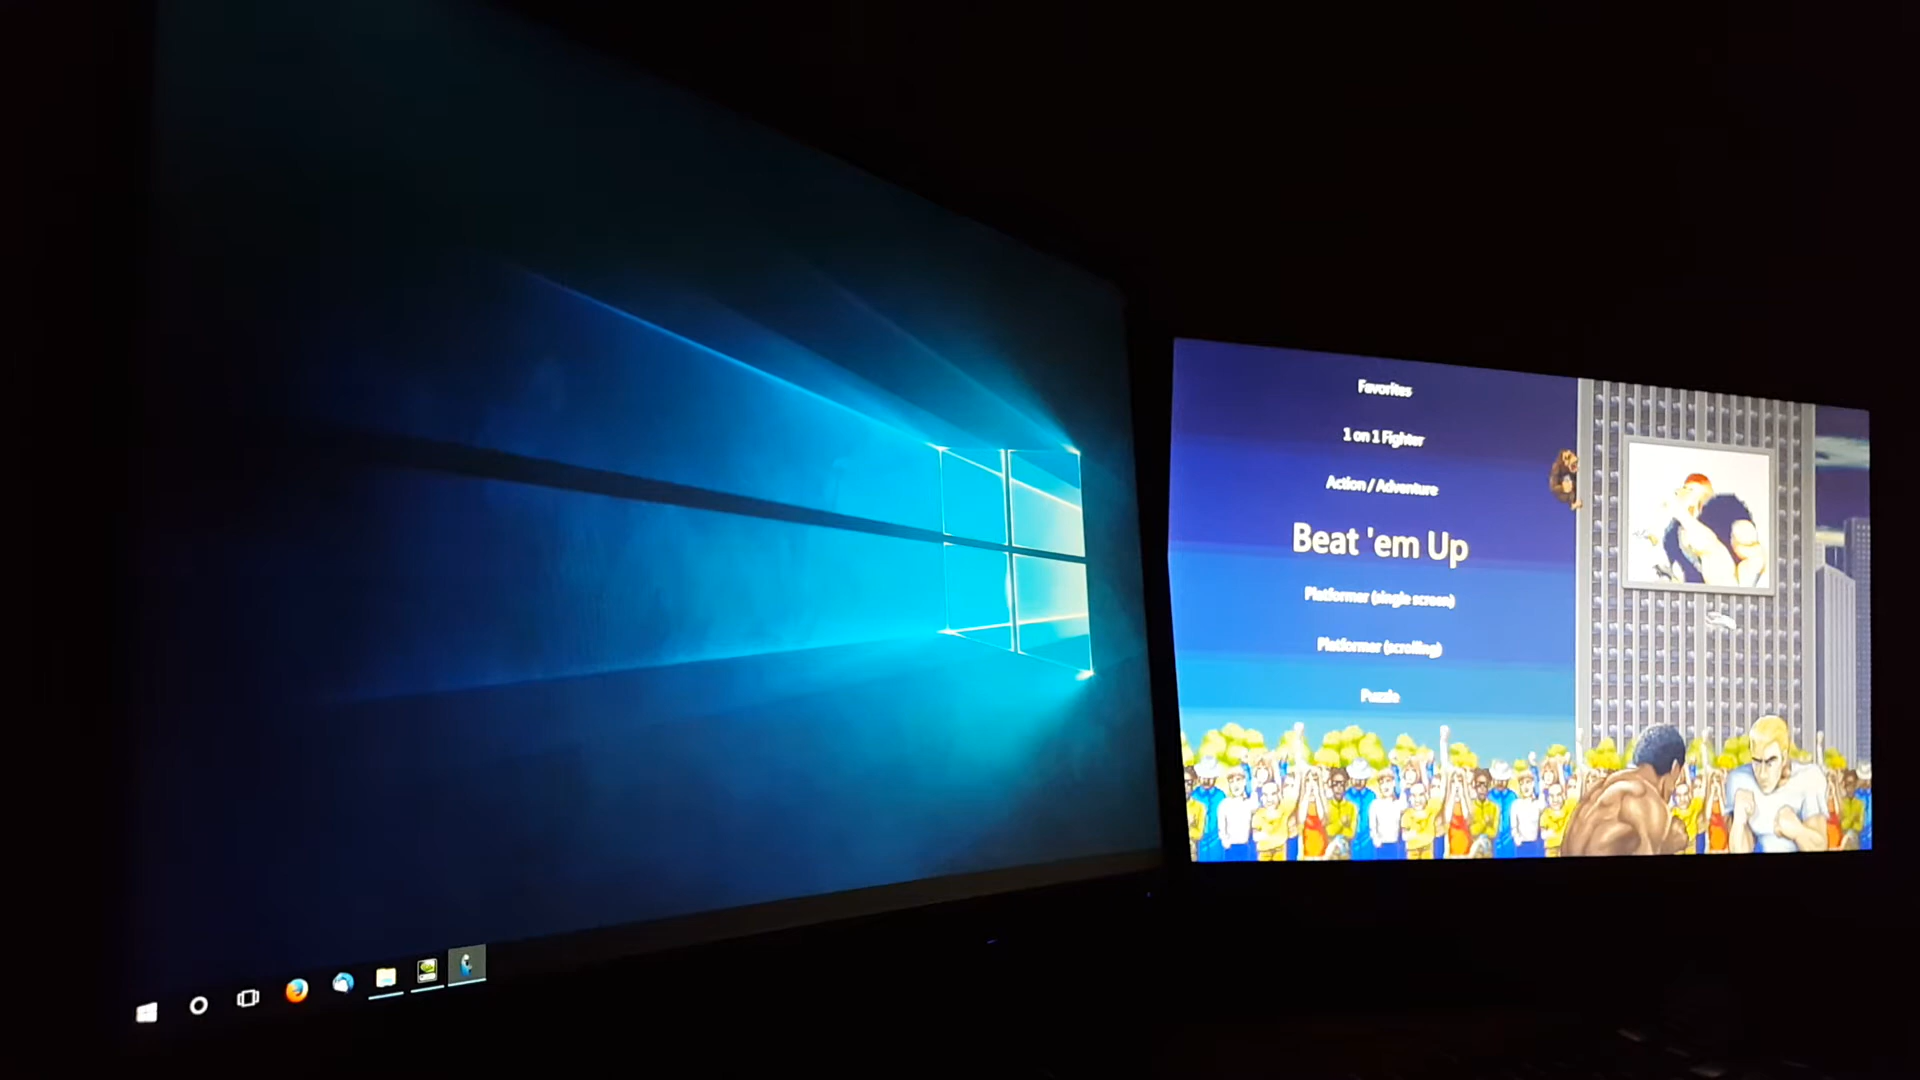 Favorites
1 on 1 Fighter
Action / Adventure
Beat 'em Up
Platformer (single screen)
Platformer (scrolling)
Puzzle